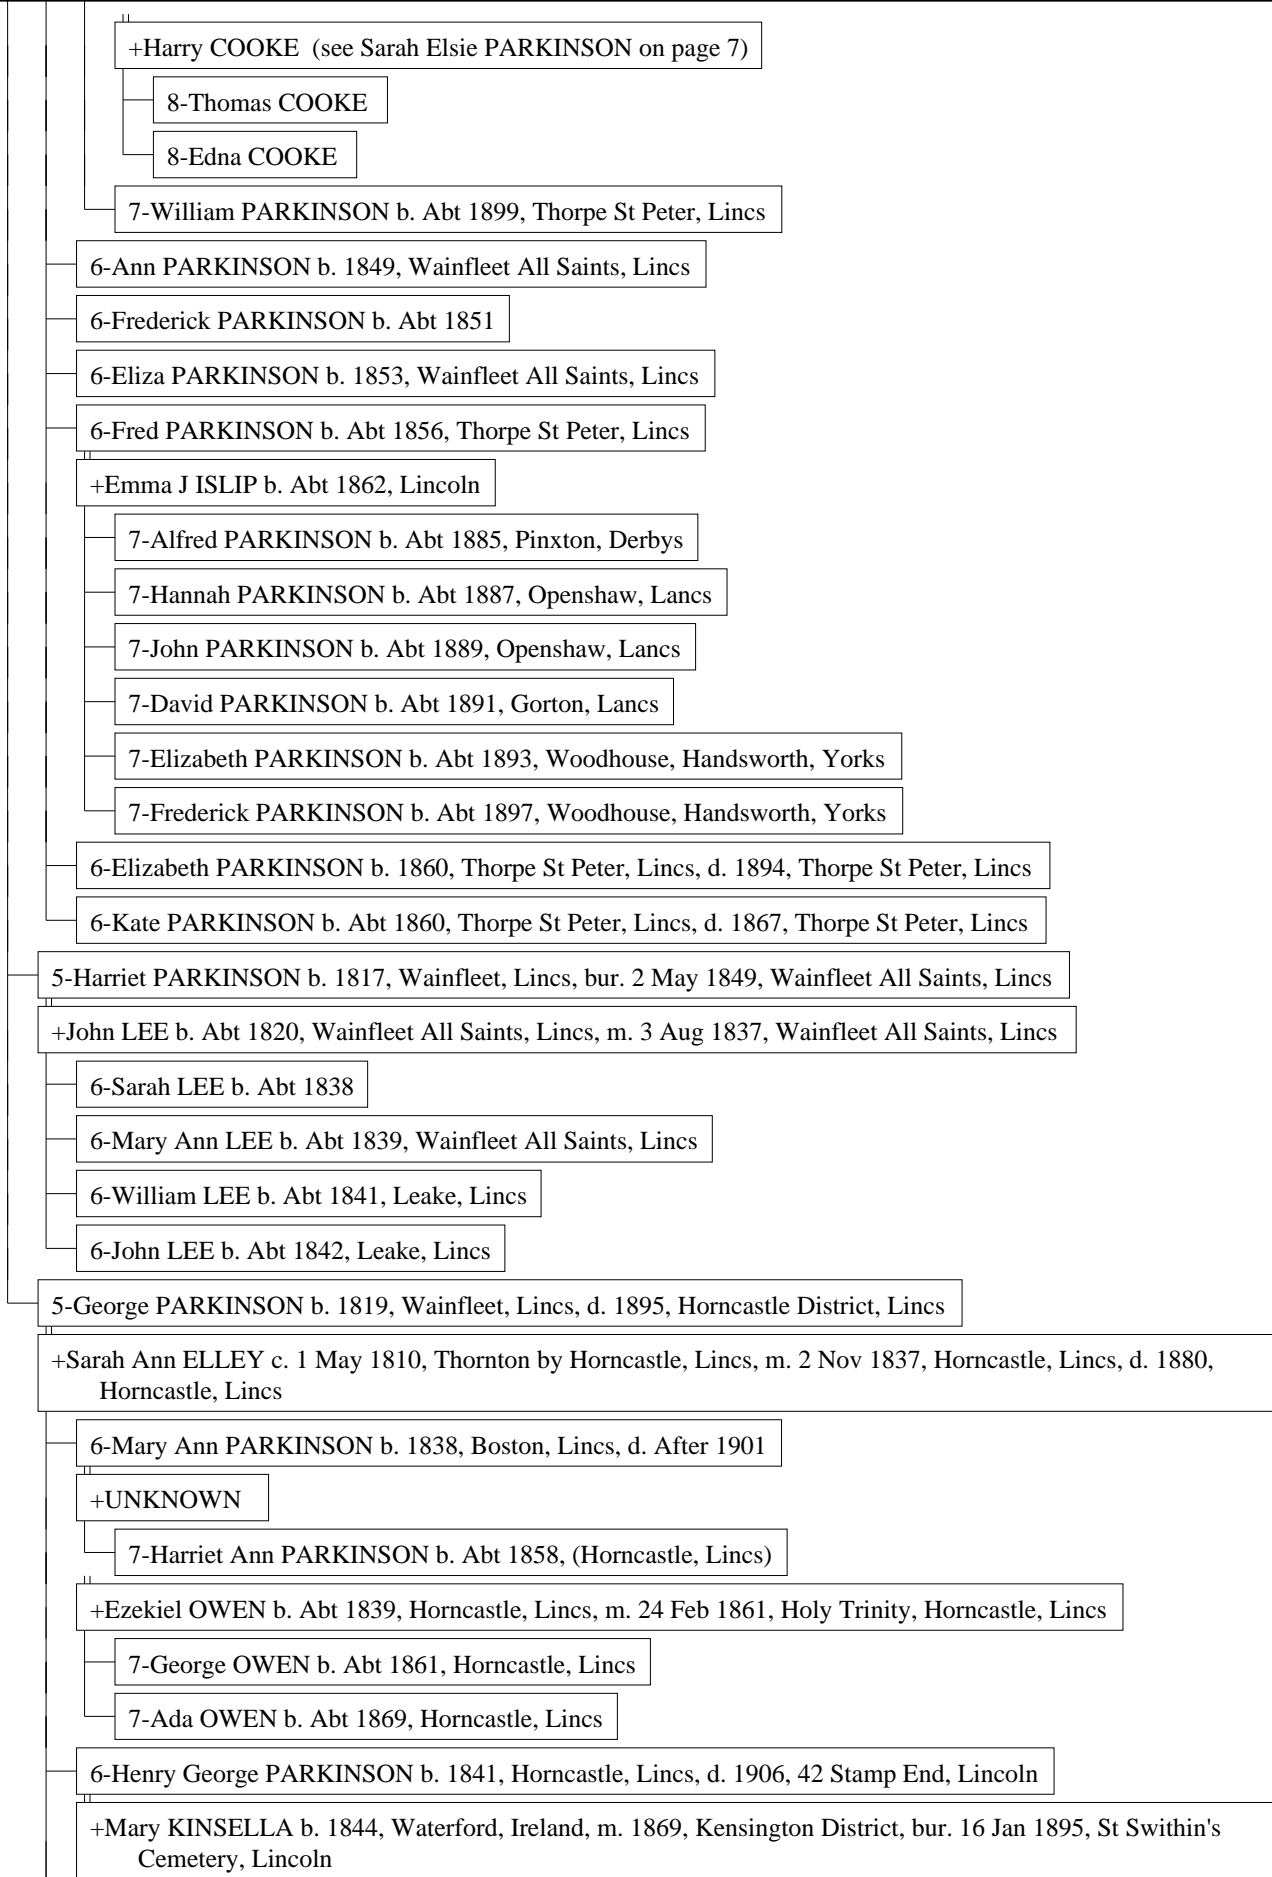 +Harry COOKE (see Sarah Elsie PARKINSON on page 7)
8-Thomas COOKE
8-Edna COOKE
7-William PARKINSON b. Abt 1899, Thorpe St Peter, Lincs
6-Ann PARKINSON b. 1849, Wainfleet All Saints, Lincs
6-Frederick PARKINSON b. Abt 1851
6-Eliza PARKINSON b. 1853, Wainfleet All Saints, Lincs
6-Fred PARKINSON b. Abt 1856, Thorpe St Peter, Lincs
+Emma J ISLIP b. Abt 1862, Lincoln
7-Alfred PARKINSON b. Abt 1885, Pinxton, Derbys
7-Hannah PARKINSON b. Abt 1887, Openshaw, Lancs
7-John PARKINSON b. Abt 1889, Openshaw, Lancs
7-David PARKINSON b. Abt 1891, Gorton, Lancs
7-Elizabeth PARKINSON b. Abt 1893, Woodhouse, Handsworth, Yorks
7-Frederick PARKINSON b. Abt 1897, Woodhouse, Handsworth, Yorks
6-Elizabeth PARKINSON b. 1860, Thorpe St Peter, Lincs, d. 1894, Thorpe St Peter, Lincs
6-Kate PARKINSON b. Abt 1860, Thorpe St Peter, Lincs, d. 1867, Thorpe St Peter, Lincs
5-Harriet PARKINSON b. 1817, Wainfleet, Lincs, bur. 2 May 1849, Wainfleet All Saints, Lincs
+John LEE b. Abt 1820, Wainfleet All Saints, Lincs, m. 3 Aug 1837, Wainfleet All Saints, Lincs
6-Sarah LEE b. Abt 1838
6-Mary Ann LEE b. Abt 1839, Wainfleet All Saints, Lincs
6-William LEE b. Abt 1841, Leake, Lincs
6-John LEE b. Abt 1842, Leake, Lincs
5-George PARKINSON b. 1819, Wainfleet, Lincs, d. 1895, Horncastle District, Lincs
+Sarah Ann ELLEY c. 1 May 1810, Thornton by Horncastle, Lincs, m. 2 Nov 1837, Horncastle, Lincs, d. 1880,
Horncastle, Lincs
6-Mary Ann PARKINSON b. 1838, Boston, Lincs, d. After 1901
+UNKNOWN
7-Harriet Ann PARKINSON b. Abt 1858, (Horncastle, Lincs)
+Ezekiel OWEN b. Abt 1839, Horncastle, Lincs, m. 24 Feb 1861, Holy Trinity, Horncastle, Lincs
7-George OWEN b. Abt 1861, Horncastle, Lincs
7-Ada OWEN b. Abt 1869, Horncastle, Lincs
6-Henry George PARKINSON b. 1841, Horncastle, Lincs, d. 1906, 42 Stamp End, Lincoln
+Mary KINSELLA b. 1844, Waterford, Ireland, m. 1869, Kensington District, bur. 16 Jan 1895, St Swithin's
Cemetery, Lincoln